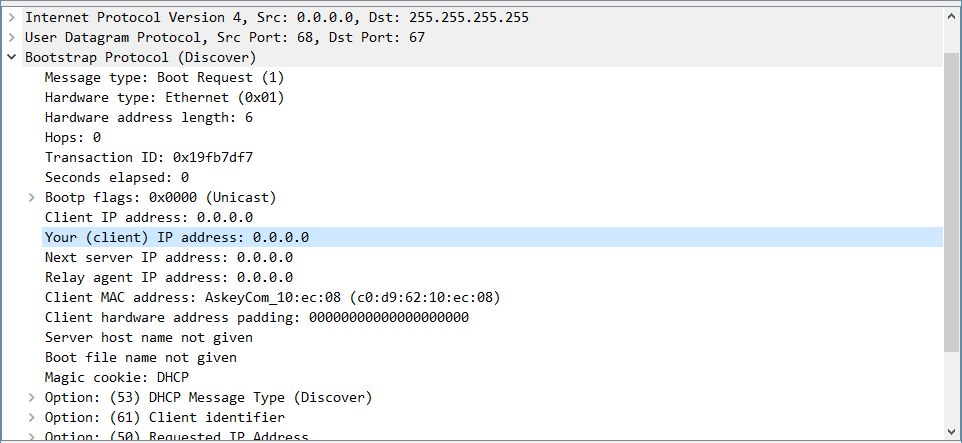 Internet Protocol Version 4, Src: 0.0.0.0, Dst: 255.255.255.255
User Datagram Protocol, Src Port: 68, Dst Port: 67
Bootstrap Protocol (Discover)
Message type: Boot Request (1)
Hardware type: Ethernet (0x01)
Hardware address length: 6
Hops: 0
Transaction ID: 0x19fb7df7
Seconds elapsed: 0
Bootp flags: 0x0000 (Unicast)
Client IP address: 0.0.0.0
Your (client) IP address: 0.0.0.0
Next server IP address: 0.0.0.0
Relay agent IP address: 0.0.0.0
Client MAC address: AskeyCom_10:ec:08 (c0:d9:62:10:ec:08)
Client hardware address padding: 00000000000000000000
Server host name not given
Boot file name not given
Magic cookie: DHCP
Option: (53) DHCP Message Type (Discover)
Option: (61) Client identifier
Option: (50) Requested IP Address